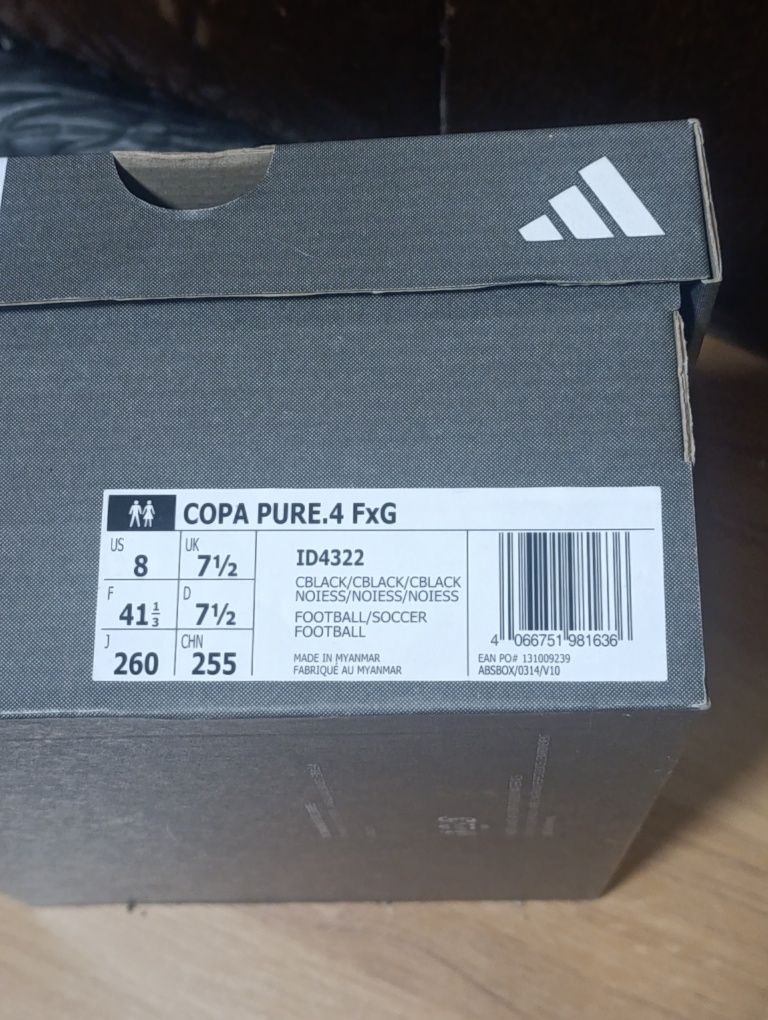 COPA PURE.4 FxG
US 8
UK 7½
F 41⅓
D 7½
J 260
CHN 255
ID4322
CBLACK/CBLACK/CBLACK
NOIESS/NOIESS/NOIESS
FOOTBALL/SOCCER
FOOTBALL
MADE IN MYANMAR
FABRIQUÉ AU MYANMAR
4 066751 981636
EAN PO# 131009239
ABSBOX/0314/V10